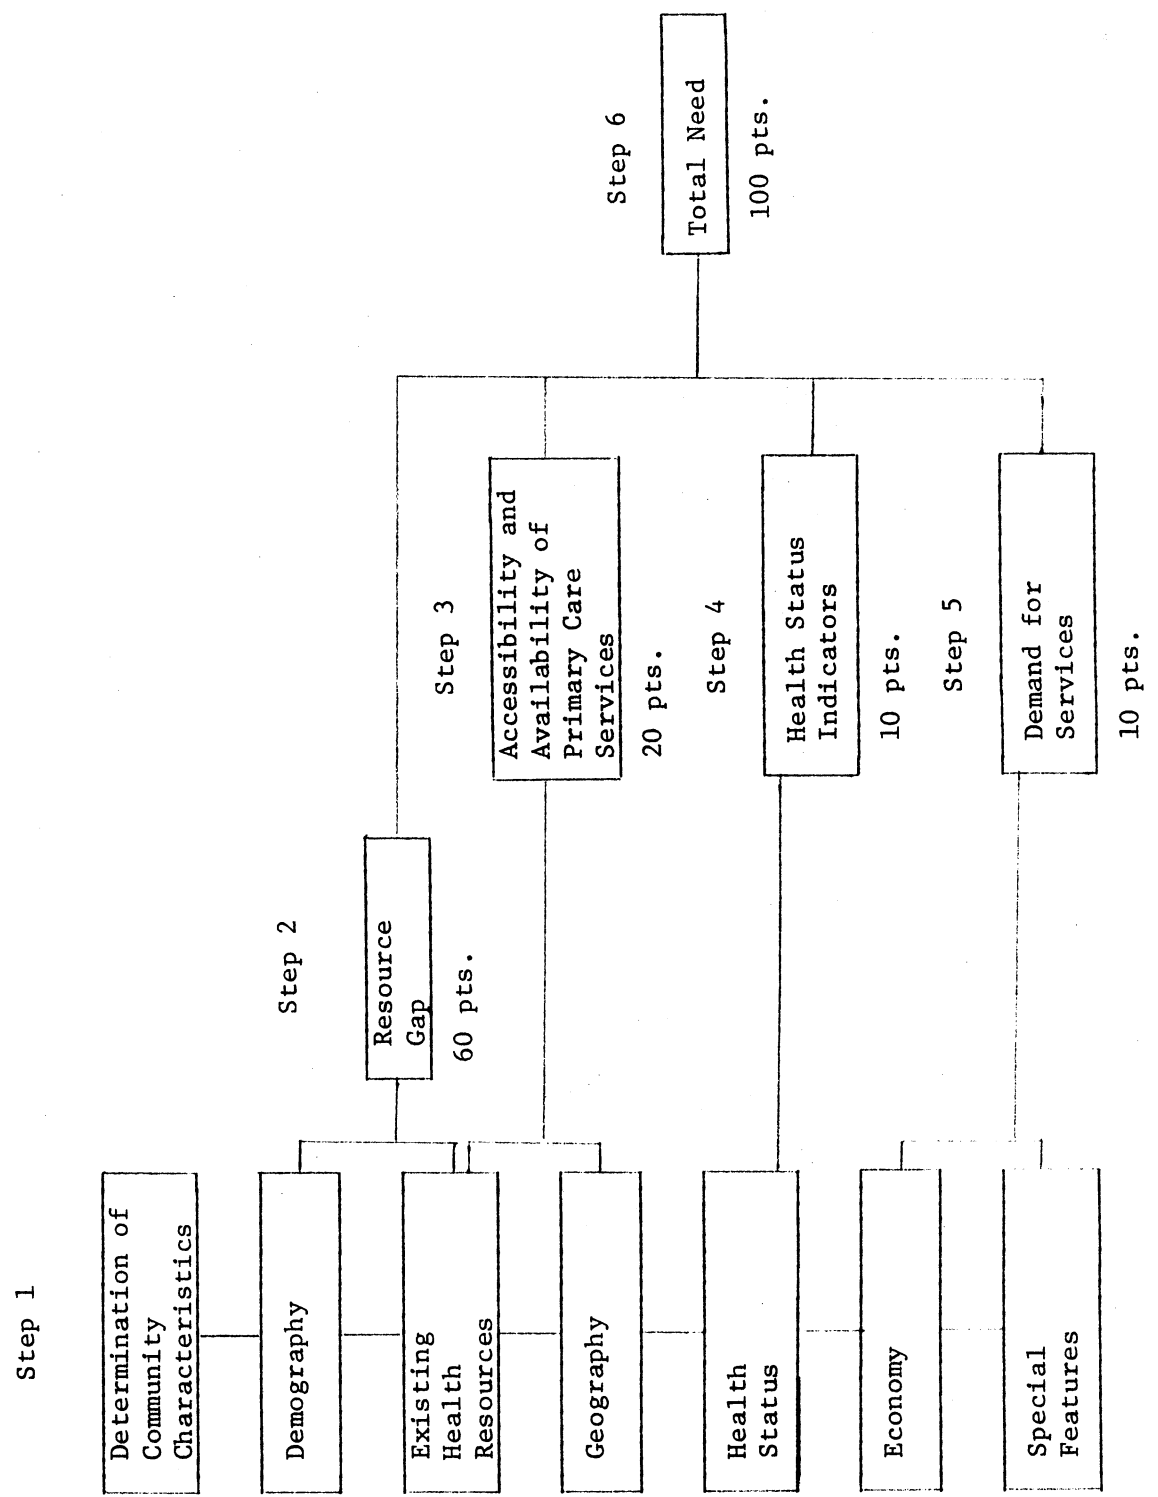 Step 1
Determination of
Community
Characteristics
Demography
Existing
Health
Resources
Geography
Health
Status
Economy
Special
Features
Step 2
Resource
Gap
60 pts.
Step 3
Accessibility and
Availability of
Primary Care
Services
20 pts.
Step 4
Health Status
Indicators
10 pts.
Step 5
Demand for
Services
10 pts.
Step 6
Total Need
100 pts.